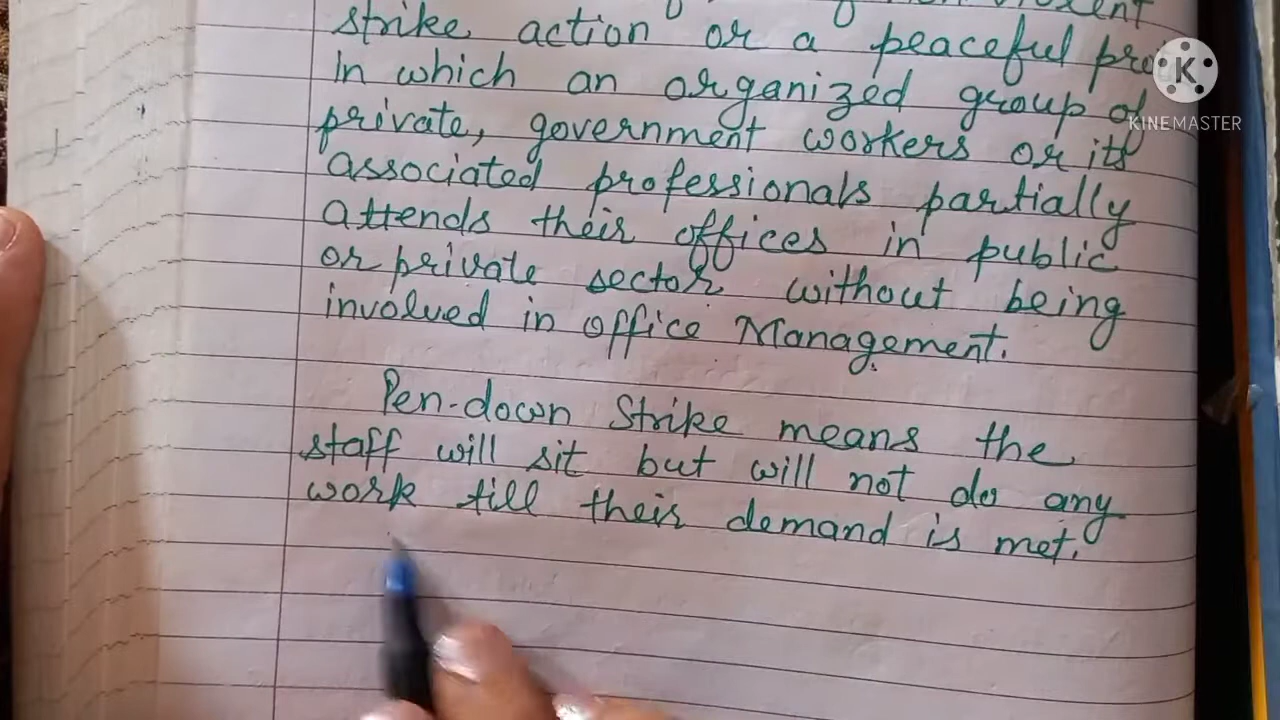 strike action or a peaceful
in which an organized group of
private, government workers or its
associated professionals partially
attends their offices in public
or private sector without being
involved in office Management.
Pen-down Strike means the
staff will sit but will not do any
work till their demand is met.
K
KINEMASTER